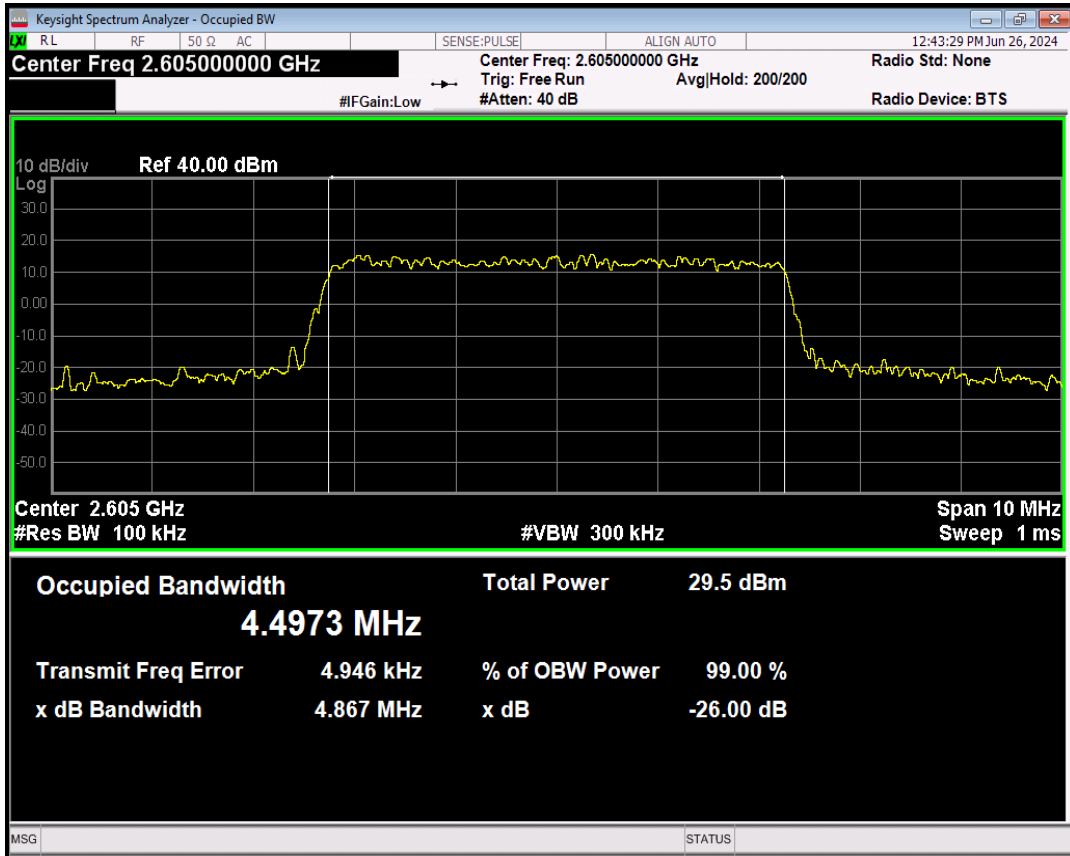 Keysight Spectrum Analyzer - Occupied BW
LXI RL RF 50 Ω AC SENSE:PULSE ALIGN AUTO 12:43:29 PM Jun 26, 2024
Center Freq 2.605000000 GHz Center Freq: 2.605000000 GHz Radio Std: None
Trig: Free Run Avg|Hold: 200/200
#IFGain:Low #Atten: 40 dB Radio Device: BTS
10 dB/div Ref 40.00 dBm
Log
30.0
20.0
10.0
0.00
-10.0
-20.0
-30.0
-40.0
-50.0
Center 2.605 GHz Span 10 MHz
#Res BW 100 kHz #VBW 300 kHz Sweep 1 ms
Occupied Bandwidth Total Power 29.5 dBm
4.4973 MHz
Transmit Freq Error 4.946 kHz % of OBW Power 99.00 %
x dB Bandwidth 4.867 MHz x dB -26.00 dB
MSG STATUS